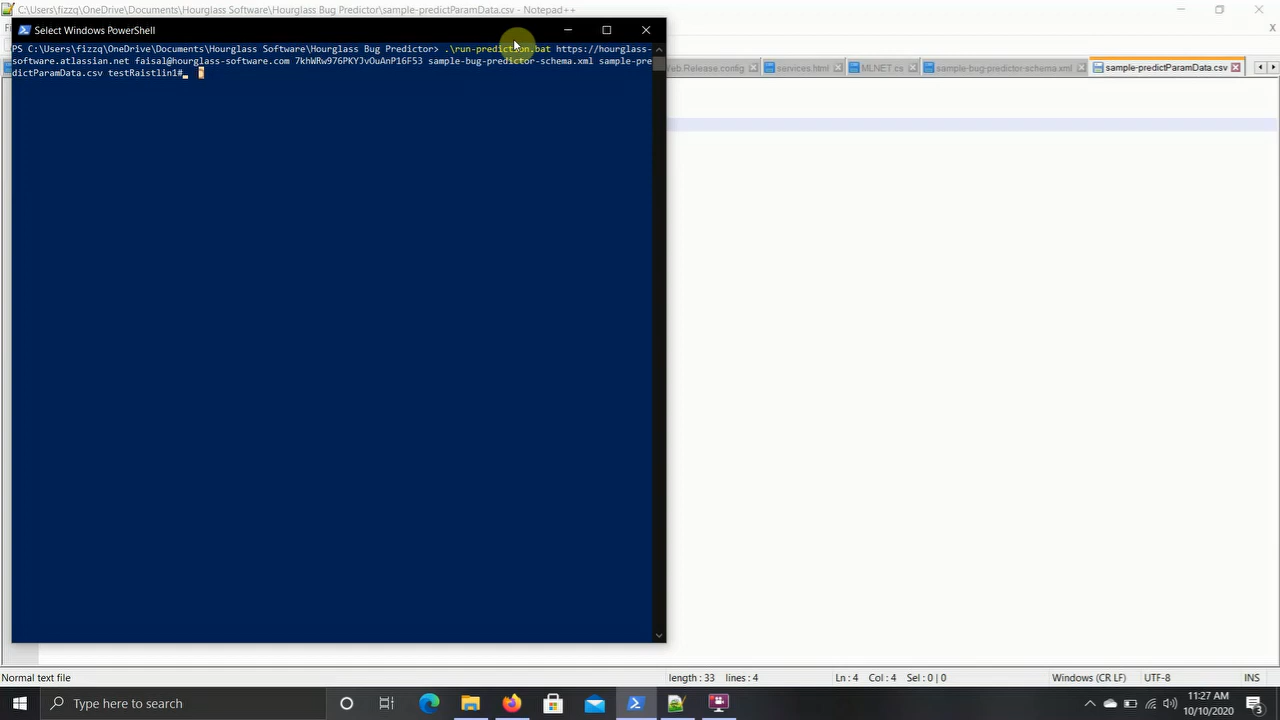 C:\Users\fizzq\OneDrive\Documents\Hourglass Software\Hourglass Bug Predictor\sample-predictParamData.csv - Notepad++
Select Windows PowerShell
PS C:\Users\fizzq\OneDrive\Documents\Hourglass Software\Hourglass Bug Predictor> .\run-prediction.bat https://hourglass-
software.atlassian.net faisal@hourglass-software.com 7khWRw976PKYJvOuAnP16F53 sample-bug-predictor-schema.xml sample-pre
dictParamData.csv testRaistlin1#
Web.Release.config services.html MLNET.cs sample-bug-predictor-schema.xml sample-predictParamData.csv
Normal text file length : 33 lines : 4 Ln : 4 Col : 4 Sel : 0 | 0 Windows (CR LF) UTF-8 INS
Type here to search
11:27 AM
10/10/2020
3